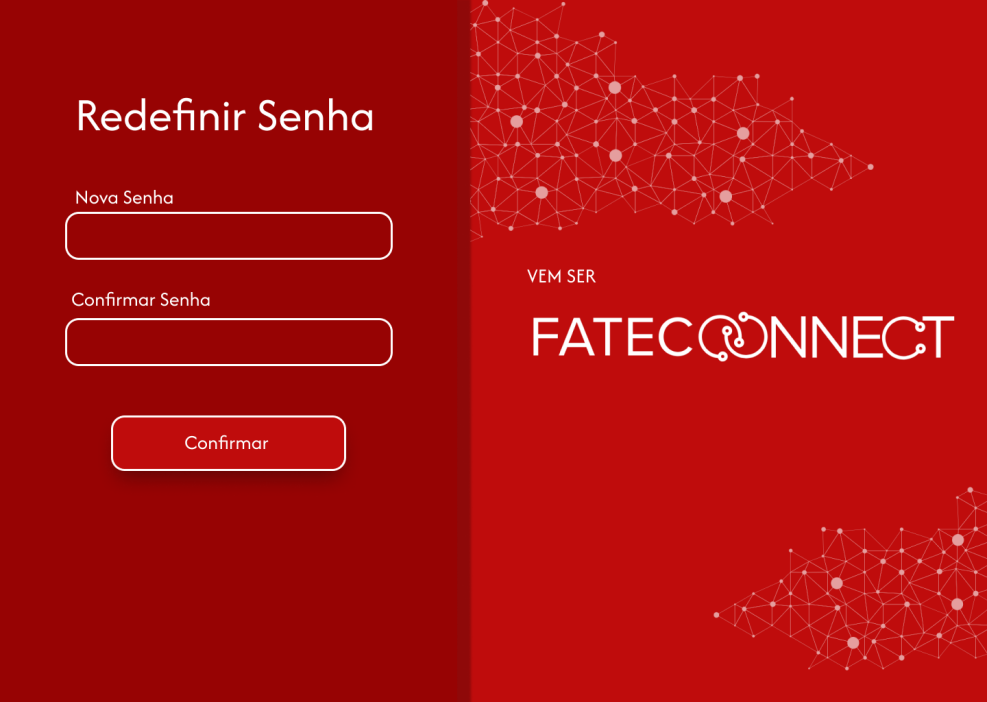 Redefinir Senha
Nova Senha
Confirmar Senha
Confirmar
VEM SER
FATECONNECT